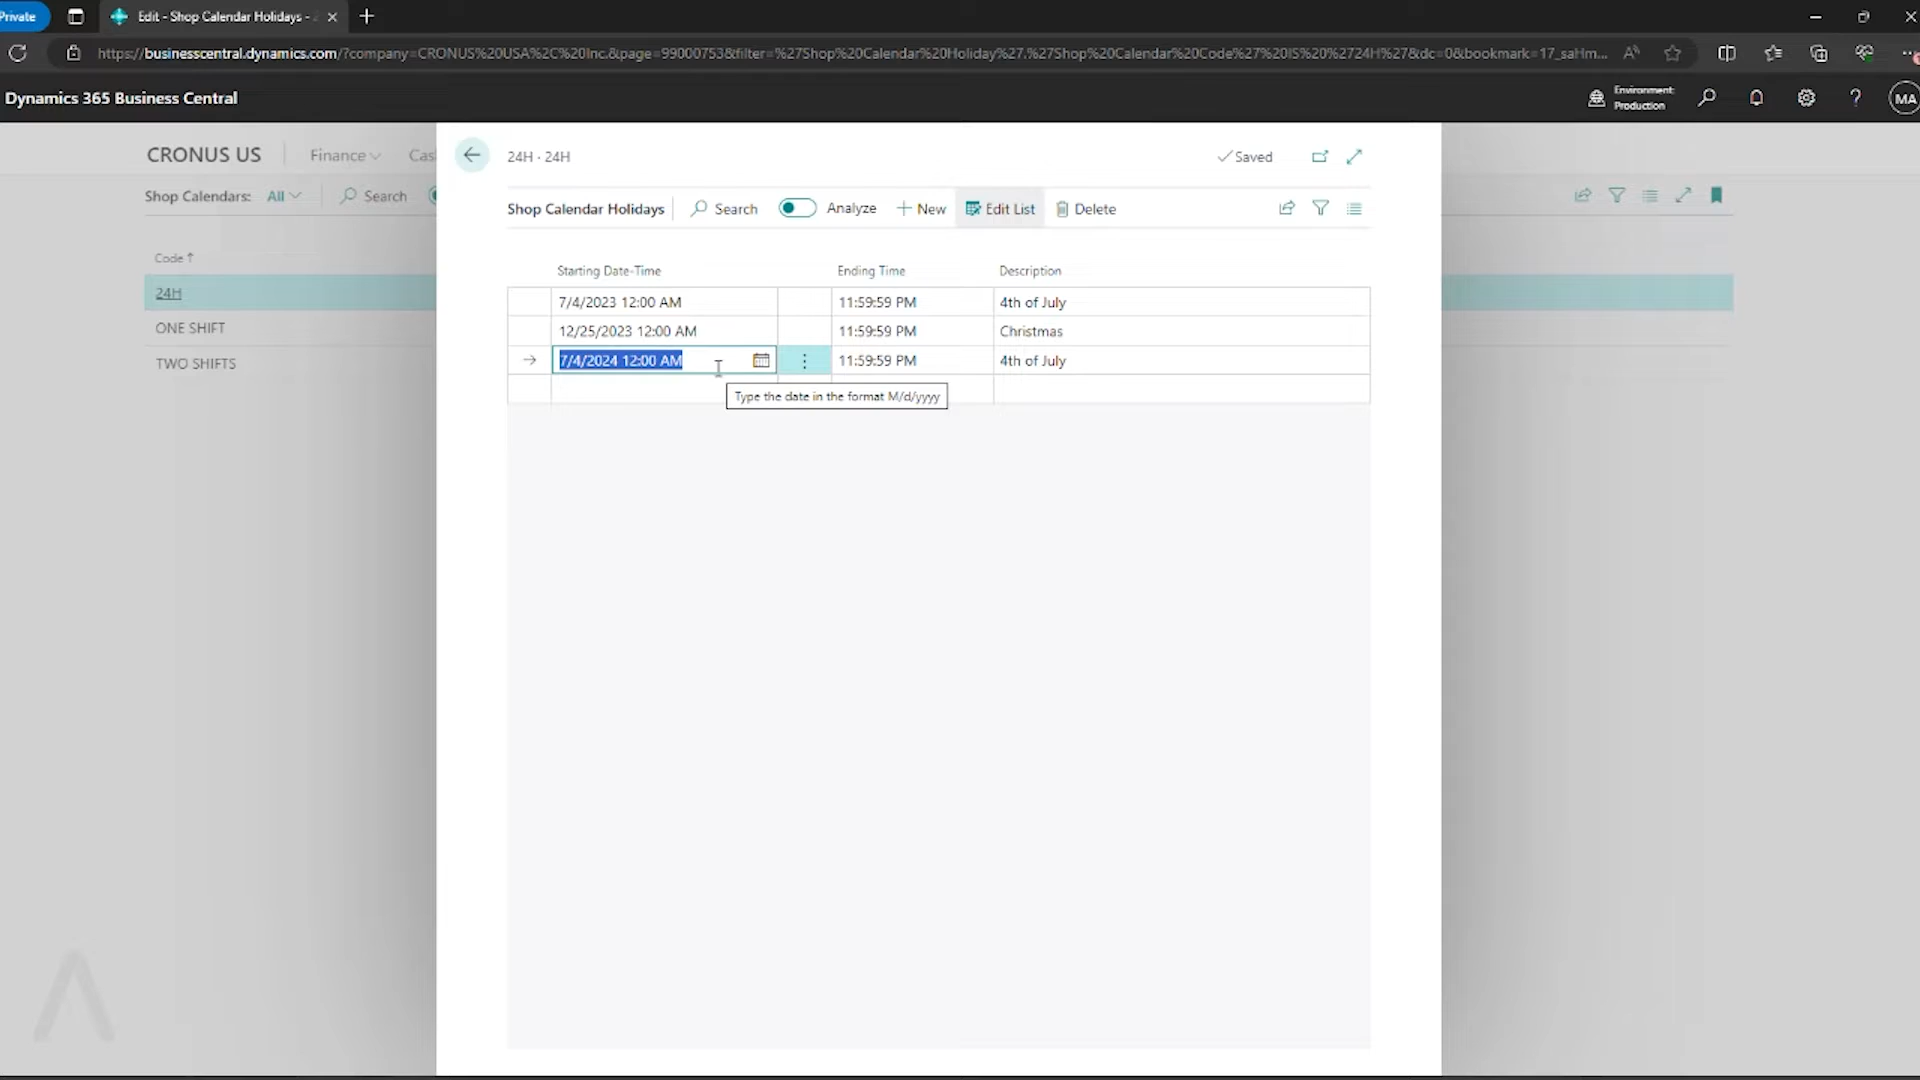 Private
Edit - Shop Calendar Holidays -
https://businesscentral.dynamics.com/?company=CRONUS%20USA%2C%20Inc.&page=99000753&filter=%27Shop%20Calendar%20Holiday%27.%27Shop%20Calendar%20Code%27%20IS%20%2724H%27&dc=0&bookmark=17_saHm...
Dynamics 365 Business Central
Environment:
Production
MA
CRONUS US
Finance
Cas
Shop Calendars: All Search
Code ↑
24H
ONE SHIFT
TWO SHIFTS
24H · 24H
Saved
Shop Calendar Holidays Search Analyze New Edit List Delete
Starting Date-Time Ending Time Description
7/4/2023 12:00 AM 11:59:59 PM 4th of July
12/25/2023 12:00 AM 11:59:59 PM Christmas
7/4/2024 12:00 AM 11:59:59 PM 4th of July
Type the date in the format M/d/yyyy